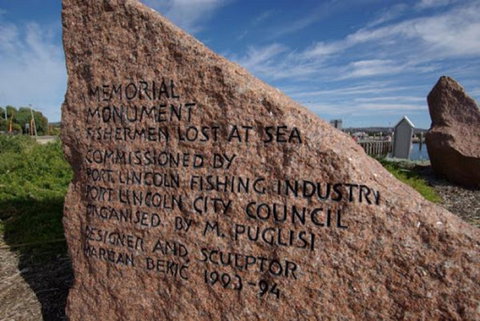 MEMORIAL
MONUMENT
FISHERMEN LOST AT SEA
COMMISSIONED BY
PORT LINCOLN FISHING INDUSTRY
PORT LINCOLN CITY COUNCIL
ORGANISED BY M. PUGLISI
DESIGNER AND SCULPTOR
BERIĆ 1993-94